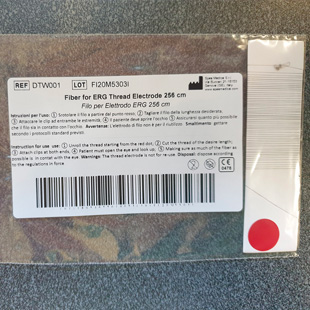 REF DTW001 LOT FI20M5303I
Fiber for ERG Thread Electrode 256 cm
Filo per Elettrodo ERG 256 cm
Istruzioni per l'uso: ① Srotolare il filo a partire dal punto rosso, ② Tagliare il filo della lunghezza desiderata,
③ Attaccare le clip ad entrambe le estremità, ④ Il paziente deve aprire l'occhio ⑤ Assicurarsi quanto più possibile
che il filo sia in contatto con l'occhio. Avvertenze. L'elettrodo di filo non è per il riutilizzo. Smaltimento: gettare
secondo i protocolli esistenti.
Instruction for use: ① Unroll the thread starting from the red dot, ② Cut the thread of the desired length,
③ Attach clips at both ends, ④ Patient must open the eye and look up, ⑤ Making sure as much of the Fiber
as possible is in contact with the eye. Warnings: The thread electrode is not for re-use. Disposal: dispose according
to the regulations in force
CE
0476